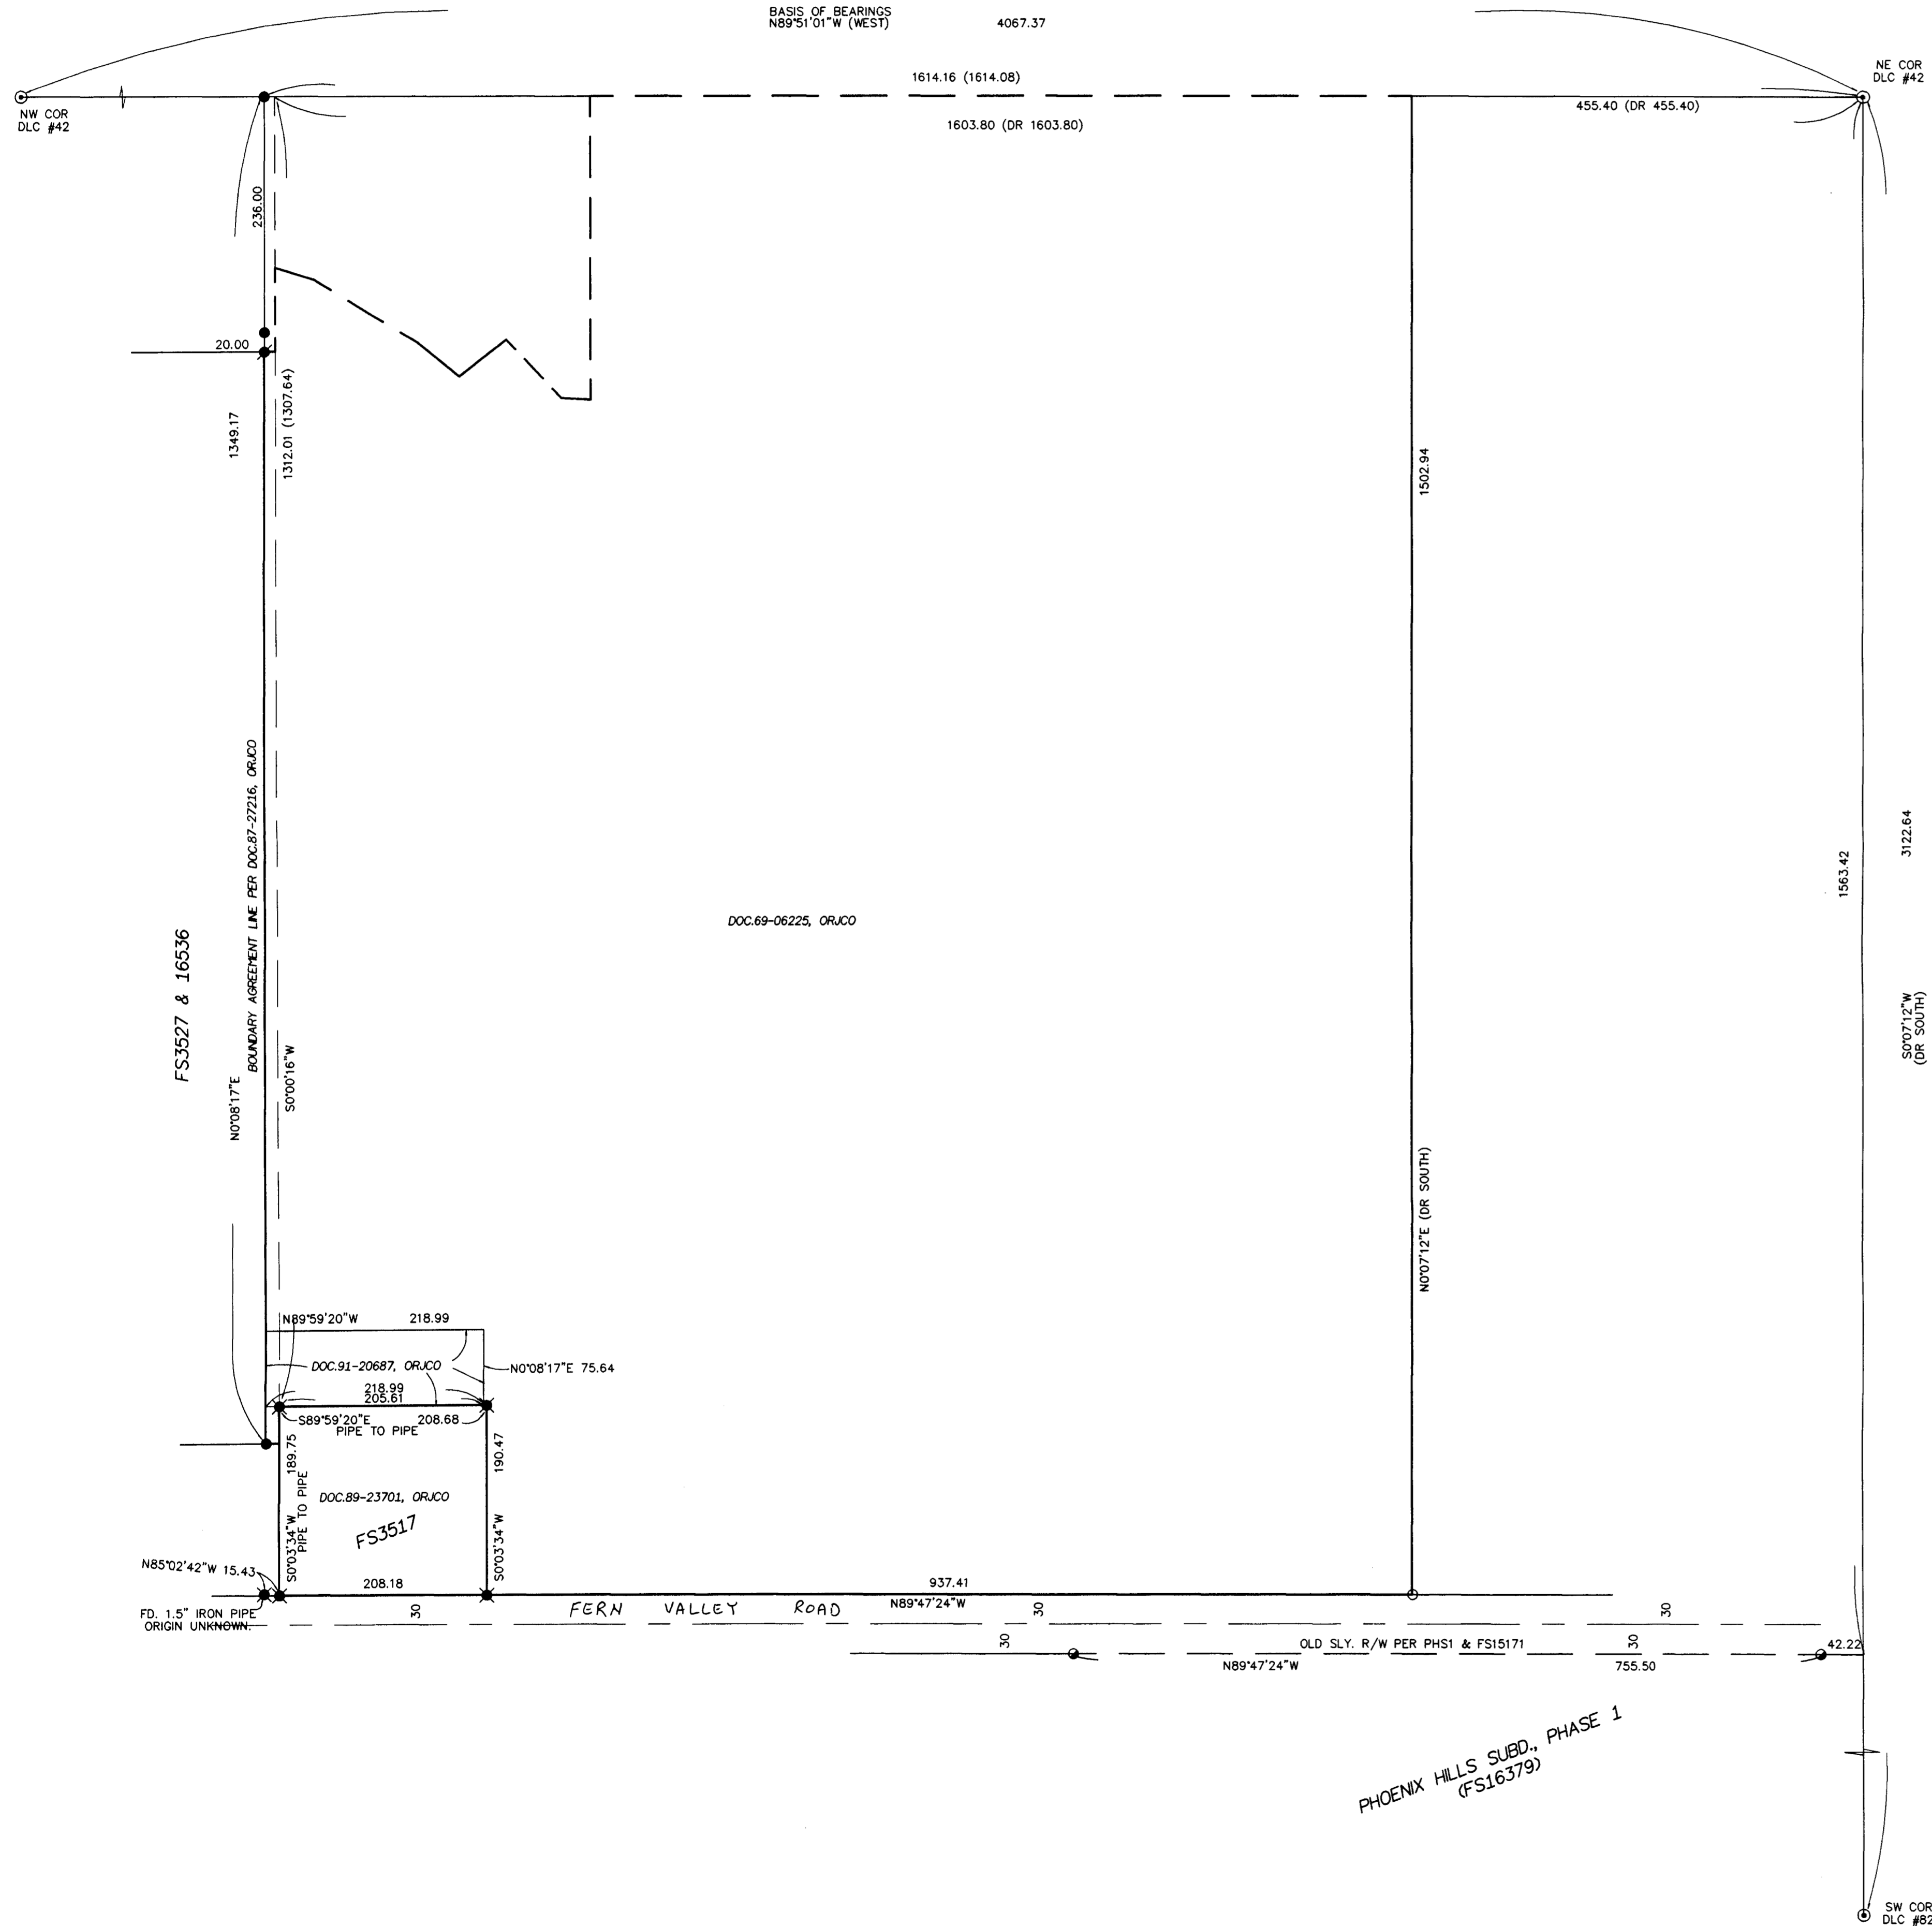 BASIS OF BEARINGS
N89°51'01"W (WEST) 4067.37
NE COR
DLC #42
1614.16 (1614.08)
455.40 (DR 455.40)
NW COR
DLC #42
1603.80 (DR 1603.80)
236.00
20.00
1349.17
1312.01 (1307.64)
1502.94
BOUNDARY AGREEMENT LINE PER DOC.87-27216, ORJCO
3122.64
1563.42
DOC.69-06225, ORJCO
FS3527 & 16536
S0°07'12"W
(DR SOUTH)
N0°08'17"E
S0°00'16"W
N0°07'12"E (DR SOUTH)
N89°59'20"W 218.99
DOC.91-20687, ORJCO
N0°08'17"E 75.64
218.99
205.61
S89°59'20"E 208.68
PIPE TO PIPE
189.75
190.47
DOC.89-23701, ORJCO
FS3517
S0°03'34"W
PIPE TO PIPE
S0°03'34"W
N85°02'42"W 15.43
208.18
937.41
FD. 1.5" IRON PIPE
ORIGIN UNKNOWN.
30
FERN VALLEY ROAD
N89°47'24"W
30
30
30
OLD SLY. R/W PER PHS1 & FS15171
30
42.22
N89°47'24"W
755.50
PHOENIX HILLS SUBD., PHASE 1
(FS16379)
SW COR
DLC #82